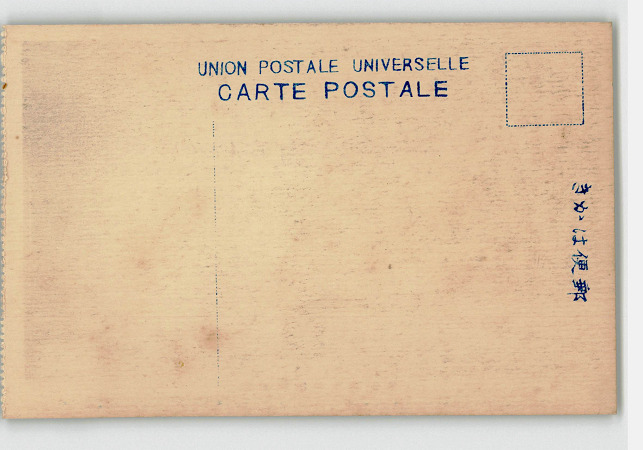 UNION POSTALE UNIVERSELLE
CARTE POSTALE
郵便はかき